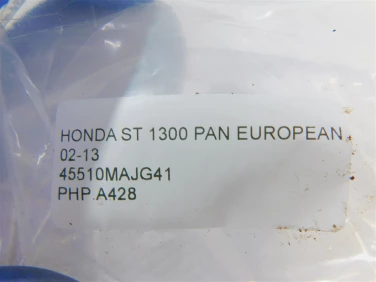 HONDA ST 1300 PAN EUROPEAN
02-13
45510MAJG41
PHP.A428